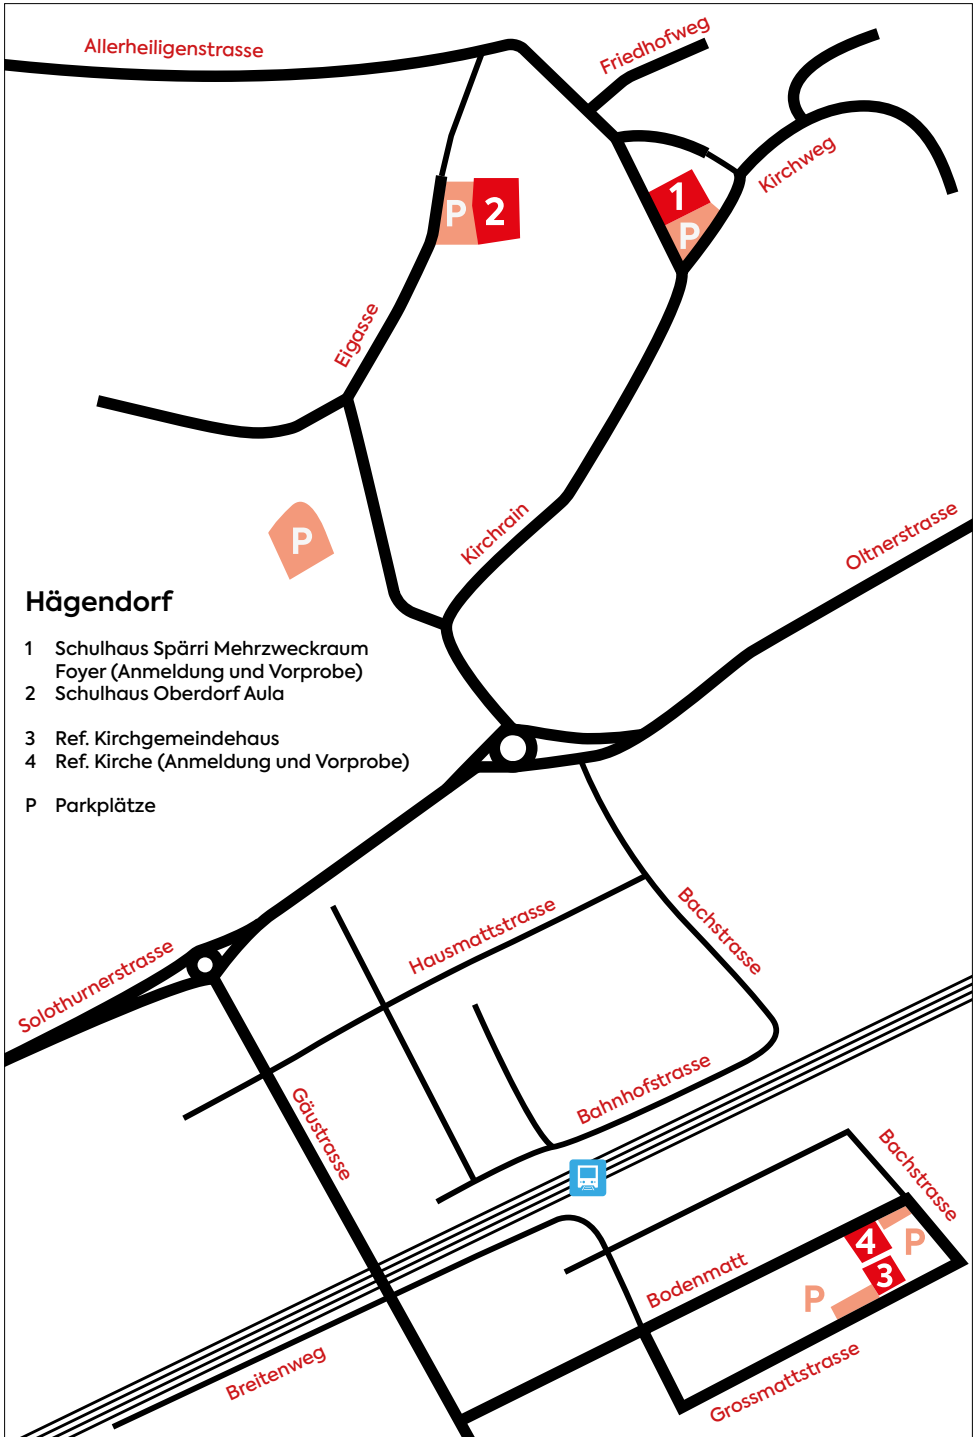 Allerheiligenstrasse
Friedhofweg
Kirchweg
1
P
P 2
Eigasse
Kirchrain
Oltnerstrasse
P
Hägendorf
1 Schulhaus Spärri Mehrzweckraum
Foyer (Anmeldung und Vorprobe)
2 Schulhaus Oberdorf Aula
3 Ref. Kirchgemeindehaus
4 Ref. Kirche (Anmeldung und Vorprobe)
P Parkplätze
Bachstrasse
Hausmattstrasse
Solothurnerstrasse
Gäustrasse
Bahnhofstrasse
Bachstrasse
4
P
3
P
Bodenmatt
Breitenweg
Grossmattstrasse